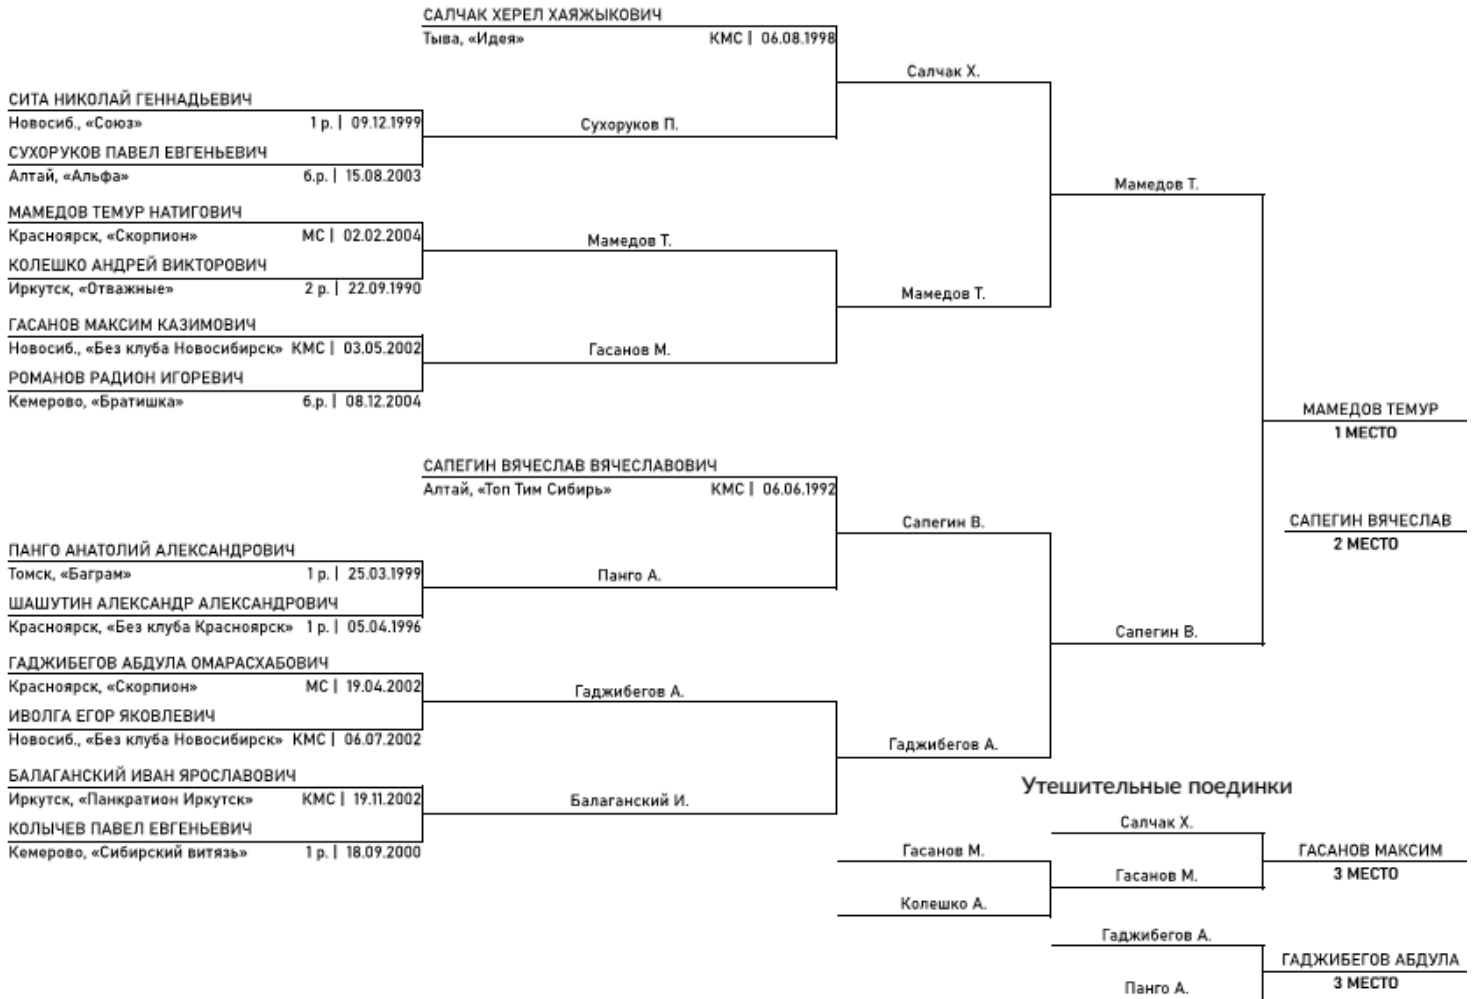 САЛЧАК ХЕРЕЛ ХАЯЖЫКОВИЧ
Тыва, «Идея» КМС | 06.08.1998
Салчак Х.
СИТА НИКОЛАЙ ГЕННАДЬЕВИЧ
Новосиб., «Союз» 1 р. | 09.12.1999
Сухоруков П.
СУХОРУКОВ ПАВЕЛ ЕВГЕНЬЕВИЧ
Алтай, «Альфа» б.р. | 15.08.2003
Мамедов Т.
МАМЕДОВ ТЕМУР НАТИГОВИЧ
Красноярск, «Скорпион» МС | 02.02.2004
Мамедов Т.
КОЛЕШКО АНДРЕЙ ВИКТОРОВИЧ
Иркутск, «Отважные» 2 р. | 22.09.1990
Мамедов Т.
ГАСАНОВ МАКСИМ КАЗИМОВИЧ
Новосиб., «Без клуба Новосибирск» КМС | 03.05.2002
Гасанов М.
РОМАНОВ РАДИОН ИГОРЕВИЧ
Кемерово, «Братишка» б.р. | 08.12.2004
МАМЕДОВ ТЕМУР
1 МЕСТО
САПЕГИН ВЯЧЕСЛАВ ВЯЧЕСЛАВОВИЧ
Алтай, «Топ Тим Сибирь» КМС | 06.06.1992
Сапегин В.
САПЕГИН ВЯЧЕСЛАВ
2 МЕСТО
ПАНГО АНАТОЛИЙ АЛЕКСАНДРОВИЧ
Томск, «Баграм» 1 р. | 25.03.1999
Панго А.
ШАШУТИН АЛЕКСАНДР АЛЕКСАНДРОВИЧ
Красноярск, «Без клуба Красноярск» 1 р. | 05.04.1996
Сапегин В.
ГАДЖИБЕГОВ АБДУЛА ОМАРАСХАБОВИЧ
Красноярск, «Скорпион» МС | 19.04.2002
Гаджибегов А.
ИВОЛГА ЕГОР ЯКОВЛЕВИЧ
Новосиб., «Без клуба Новосибирск» КМС | 06.07.2002
Гаджибегов А.
БАЛАГАНСКИЙ ИВАН ЯРОСЛАВОВИЧ
Иркутск, «Панкратион Иркутск» КМС | 19.11.2002
Балаганский И.
КОЛЫЧЕВ ПАВЕЛ ЕВГЕНЬЕВИЧ
Кемерово, «Сибирский витязь» 1 р. | 18.09.2000
Утешительные поединки
Салчак Х.
Гасанов М.
ГАСАНОВ МАКСИМ
3 МЕСТО
Гасанов М.
Колешко А.
Гаджибегов А.
ГАДЖИБЕГОВ АБДУЛА
3 МЕСТО
Панго А.